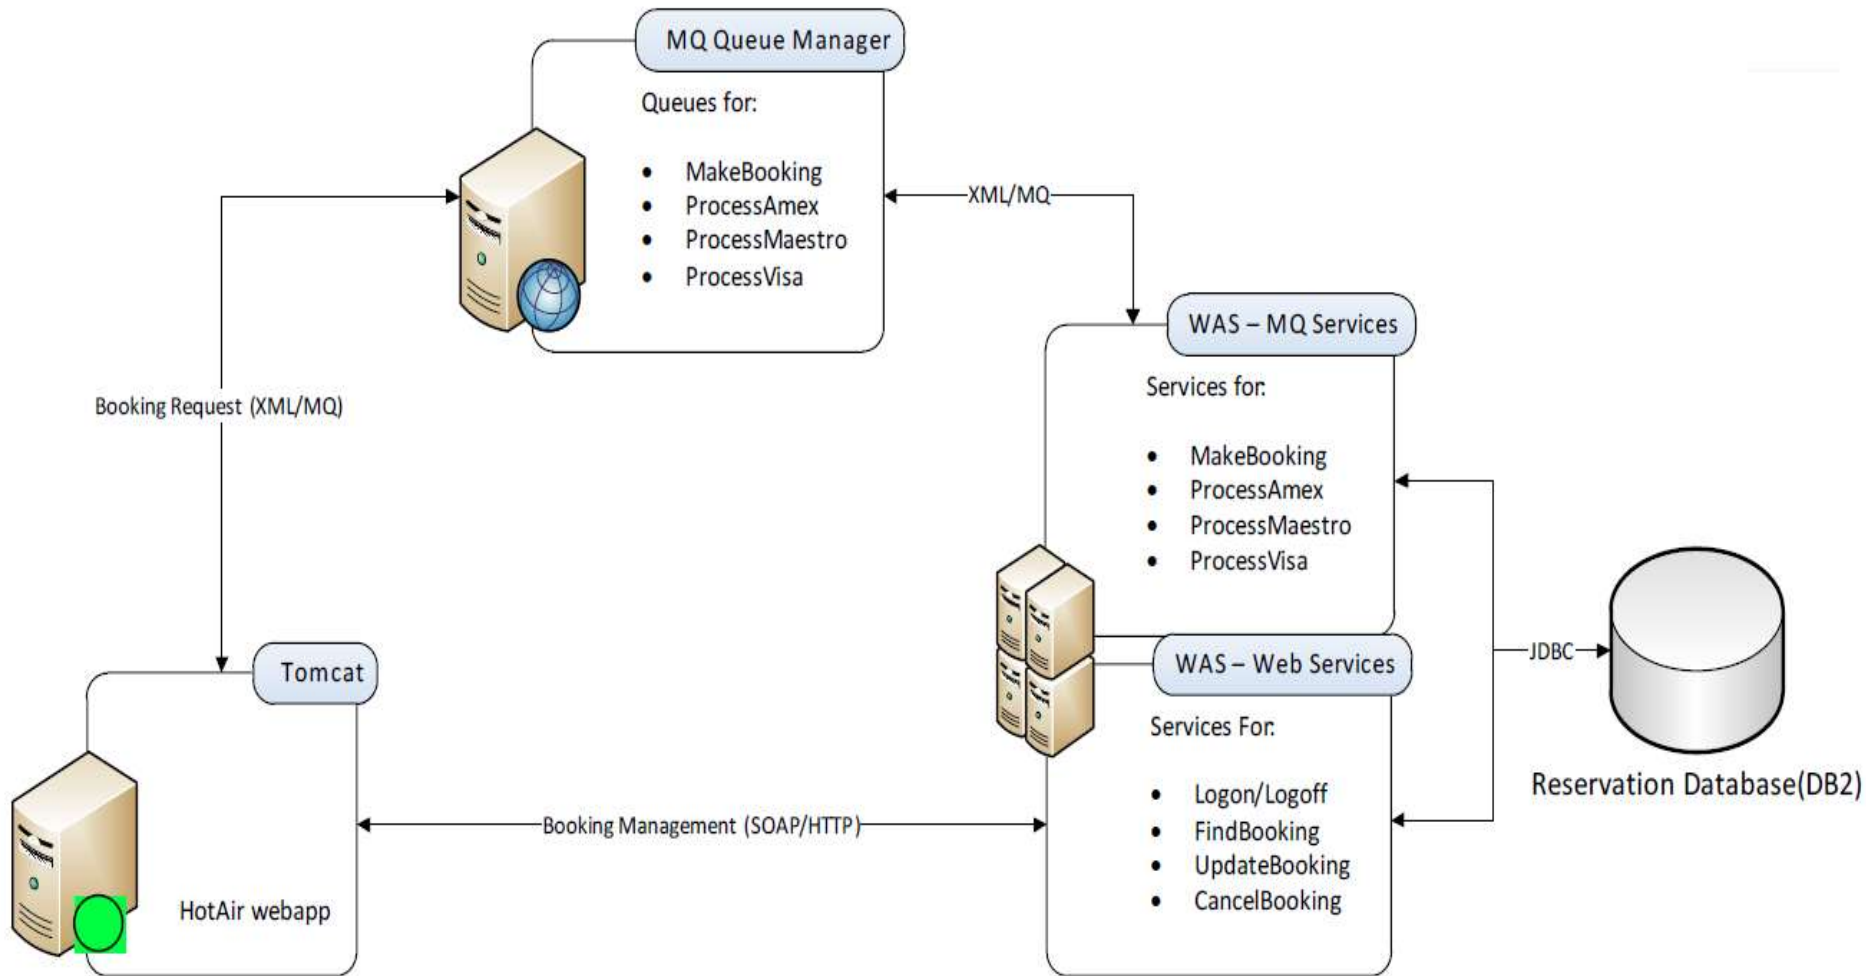 MQ Queue Manager
Queues for:
• MakeBooking
• ProcessAmex
• ProcessMaestro
• ProcessVisa
XML/MQ
WAS – MQ Services
Services for:
• MakeBooking
• ProcessAmex
• ProcessMaestro
• ProcessVisa
Booking Request (XML/MQ)
Tomcat
HotAir webapp
Booking Management (SOAP/HTTP)
WAS – Web Services
Services For:
• Logon/Logoff
• FindBooking
• UpdateBooking
• CancelBooking
JDBC
Reservation Database(DB2)